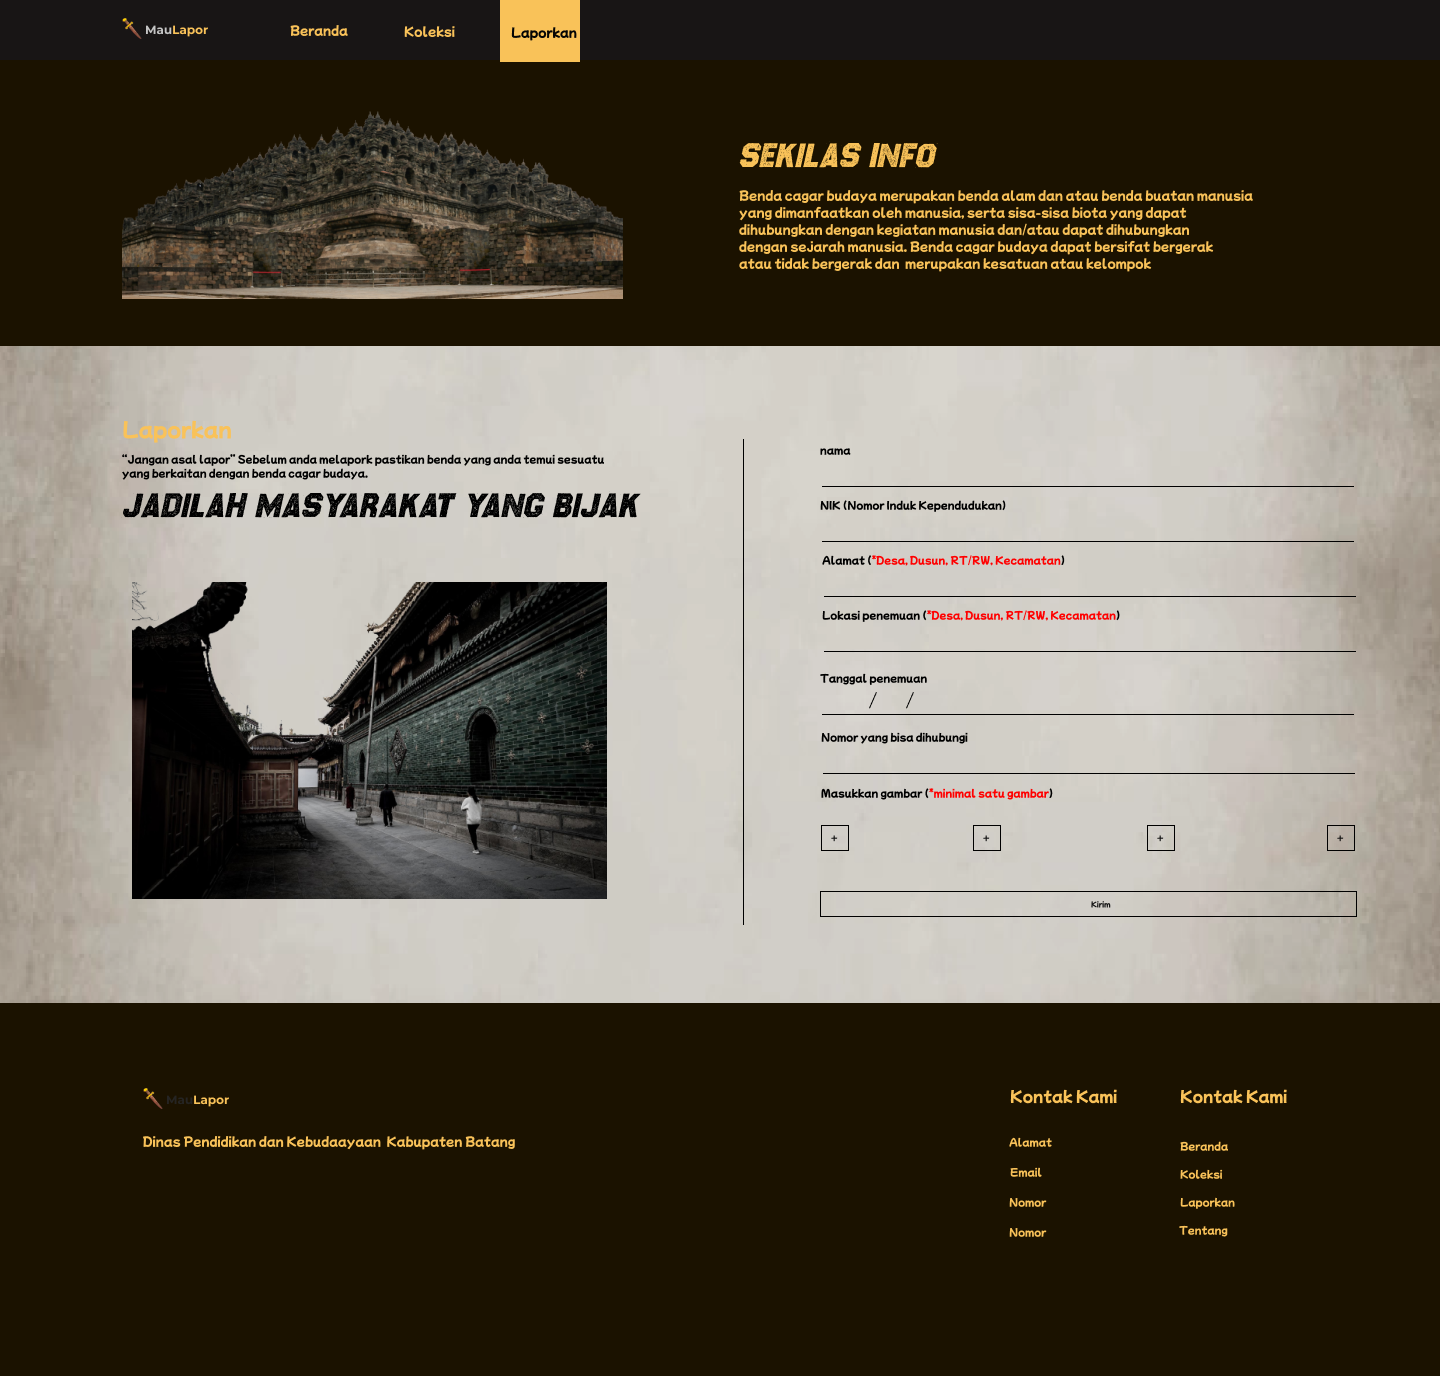 MauLapor
Beranda
Koleksi
Laporkan
SEKILAS INFO
Benda cagar budaya merupakan benda alam dan atau benda buatan manusia
yang dimanfaatkan oleh manusia, serta sisa-sisa biota yang dapat
dihubungkan dengan kegiatan manusia dan/atau dapat dihubungkan
dengan seJarah manusia. Benda cagar budaya dapat bersifat bergerak
atau tidak bergerak dan merupakan kesatuan atau kelompok
Laporkan
“Jangan asal lapor” Sebelum anda melapork pastikan benda yang anda temui sesuatu
yang berkaitan dengan benda cagar budaya.
JADILAH MASYARAKAT YANG BIJAK
nama
NIK (Nomor Induk Kependudukan)
Alamat (*Desa, Dusun, RT/RW, Kecamatan)
Lokasi penemuan (*Desa, Dusun, RT/RW, Kecamatan)
Tanggal penemuan
/ /
Nomor yang bisa dihubungi
Masukkan gambar (*minimal satu gambar)
+ + + +
Kirim
MauLapor
Dinas Pendidikan dan Kebudaayaan Kabupaten Batang
Kontak Kami
Alamat
Email
Nomor
Nomor
Kontak Kami
Beranda
Koleksi
Laporkan
Tentang